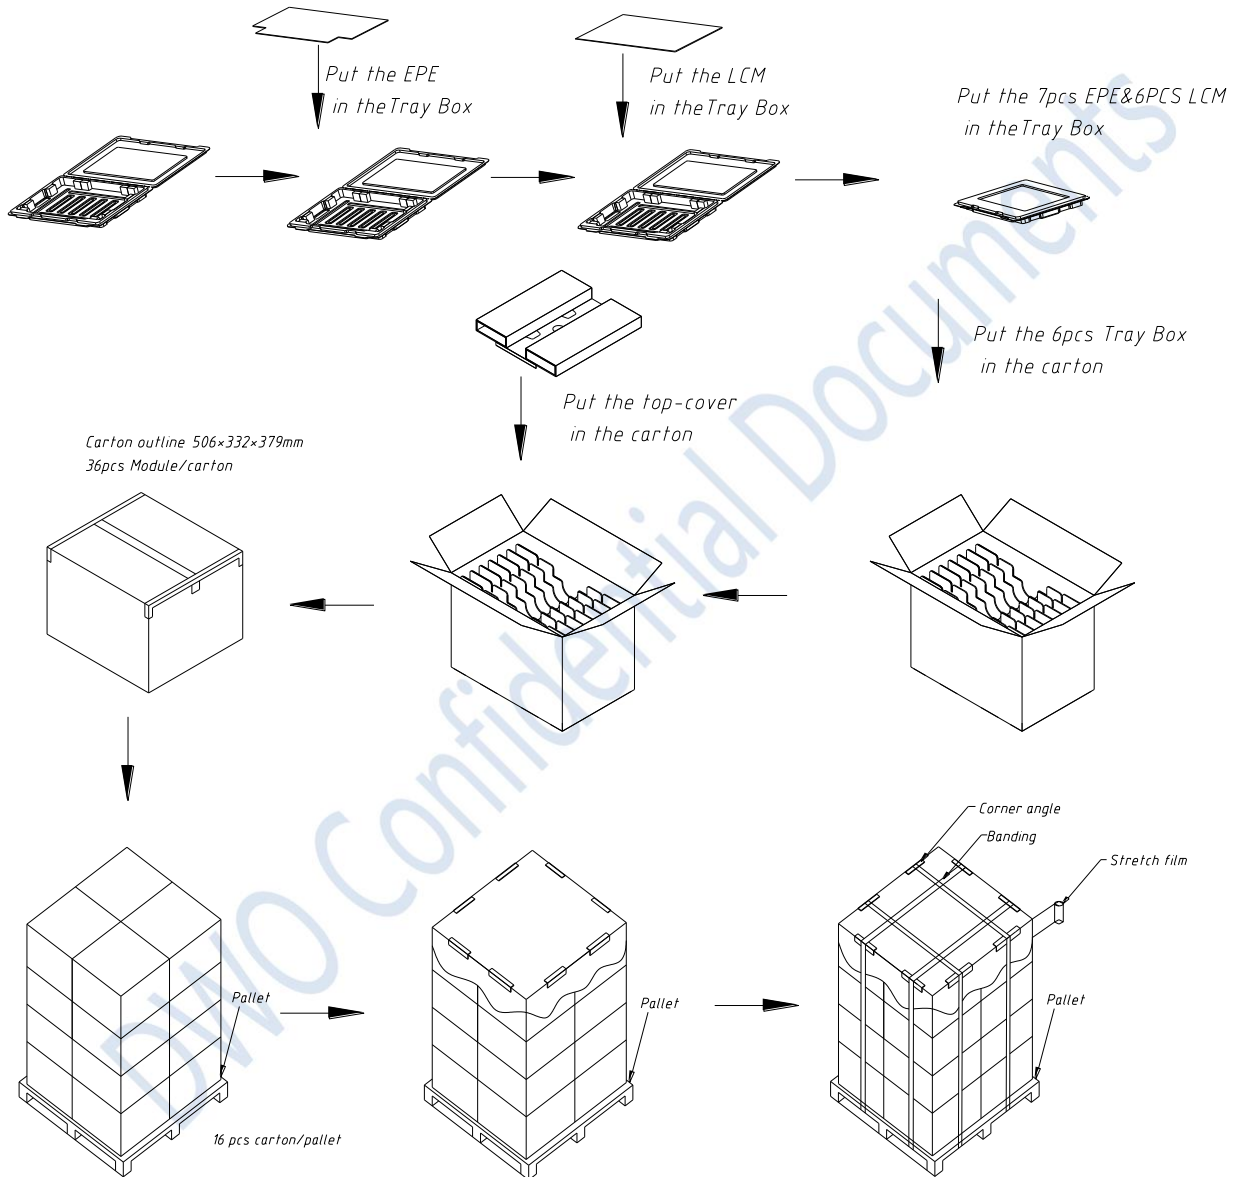 Put the EPE
in theTray Box
Put the LCM
in theTray Box
Put the 7pcs EPE&6PCS LCM
in theTray Box
Put the 6pcs Tray Box
in the carton
Put the top-cover
in the carton
Carton outline 506×332×379mm
36pcs Module/carton
Corner angle
Banding
Stretch film
Pallet
Pallet
Pallet
16 pcs carton/pallet
DWO Confidential Documents